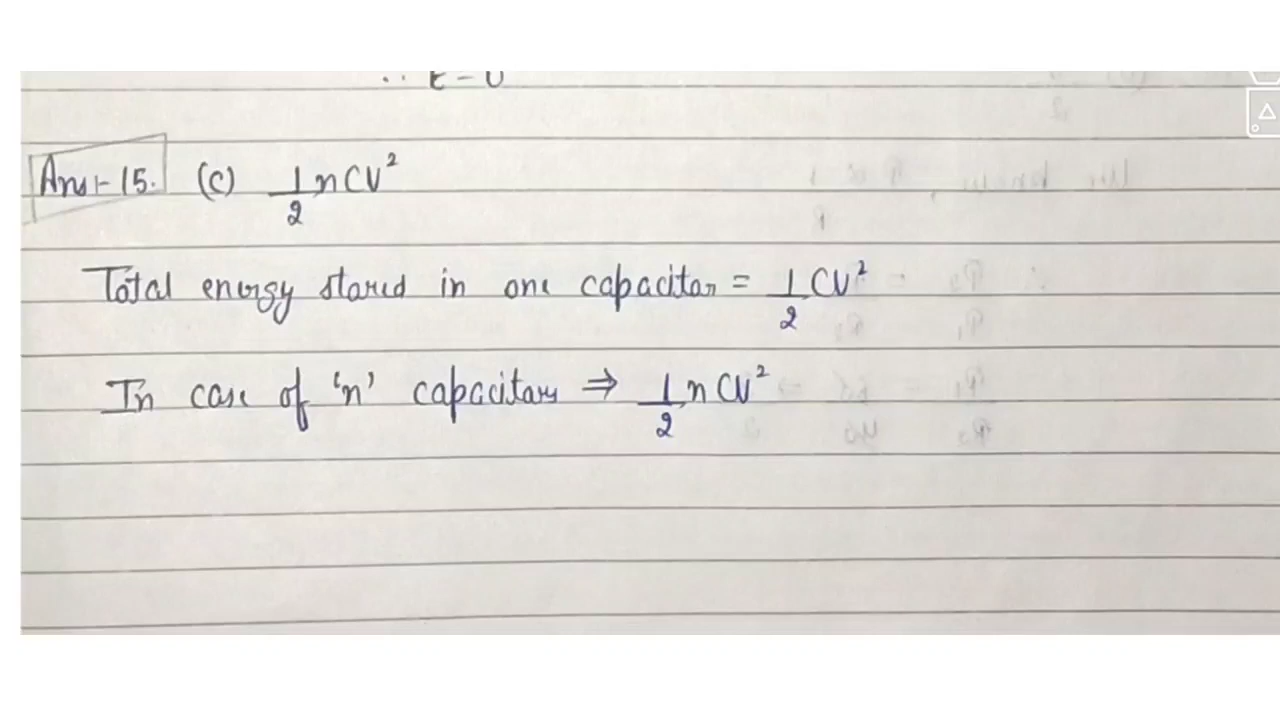 ∴ E = 0
Ans:- 15. (C) 1/2 nCV²
Total energy stored in one capacitor = 1/2 CV²
In case of 'n' capacitors ⇒ 1/2 nCV²